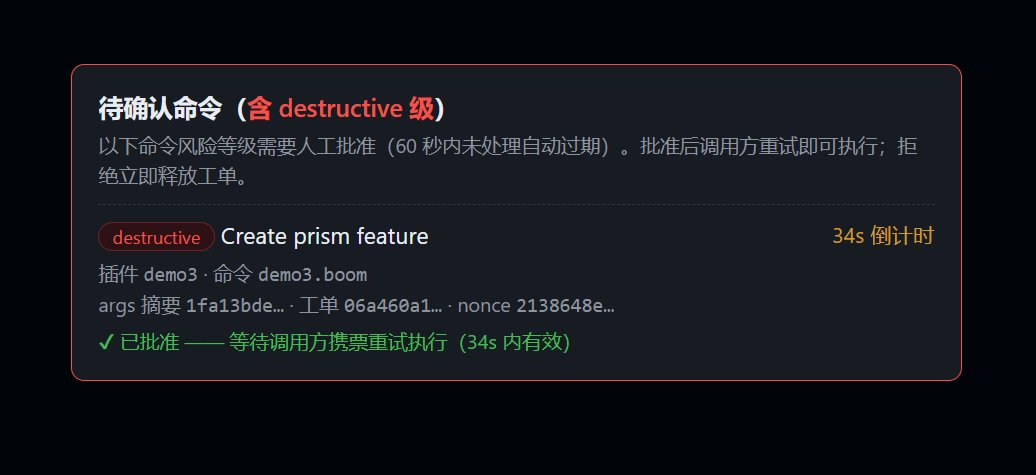 待确认命令（含 destructive 级）
以下命令风险等级需要人工批准（60 秒内未处理自动过期）。批准后调用方重试即可执行；拒
绝立即释放工单。
destructive Create prism feature 34s 倒计时
插件 demo3 · 命令 demo3.boom
args 摘要 1fa13bde… · 工单 06a460a1… · nonce 2138648e…
✓ 已批准 —— 等待调用方携票重试执行（34s 内有效）